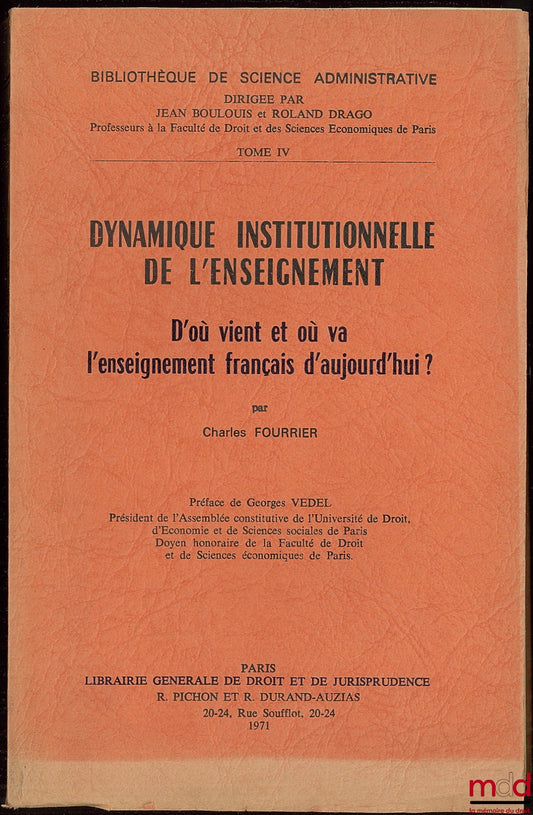 BIBLIOTHÈQUE DE SCIENCE ADMINISTRATIVE
DIRIGEE PAR
JEAN BOULOUIS et ROLAND DRAGO
Professeurs à la Faculté de Droit et des Sciences Economiques de Paris
TOME IV
DYNAMIQUE INSTITUTIONNELLE
DE L'ENSEIGNEMENT
D'où vient et où va
l'enseignement français d'aujourd'hui ?
par
Charles FOURRIER
Préface de Georges VEDEL
Président de l'Assemblée constitutive de l'Université de Droit,
d'Economie et de Sciences sociales de Paris
Doyen honoraire de la Faculté de Droit
et de Sciences économiques de Paris.
PARIS
LIBRAIRIE GENERALE DE DROIT ET DE JURISPRUDENCE
R. PICHON ET R. DURAND-AUZIAS
20-24, Rue Soufflot, 20-24
1971
mdd
la mémoire du droit